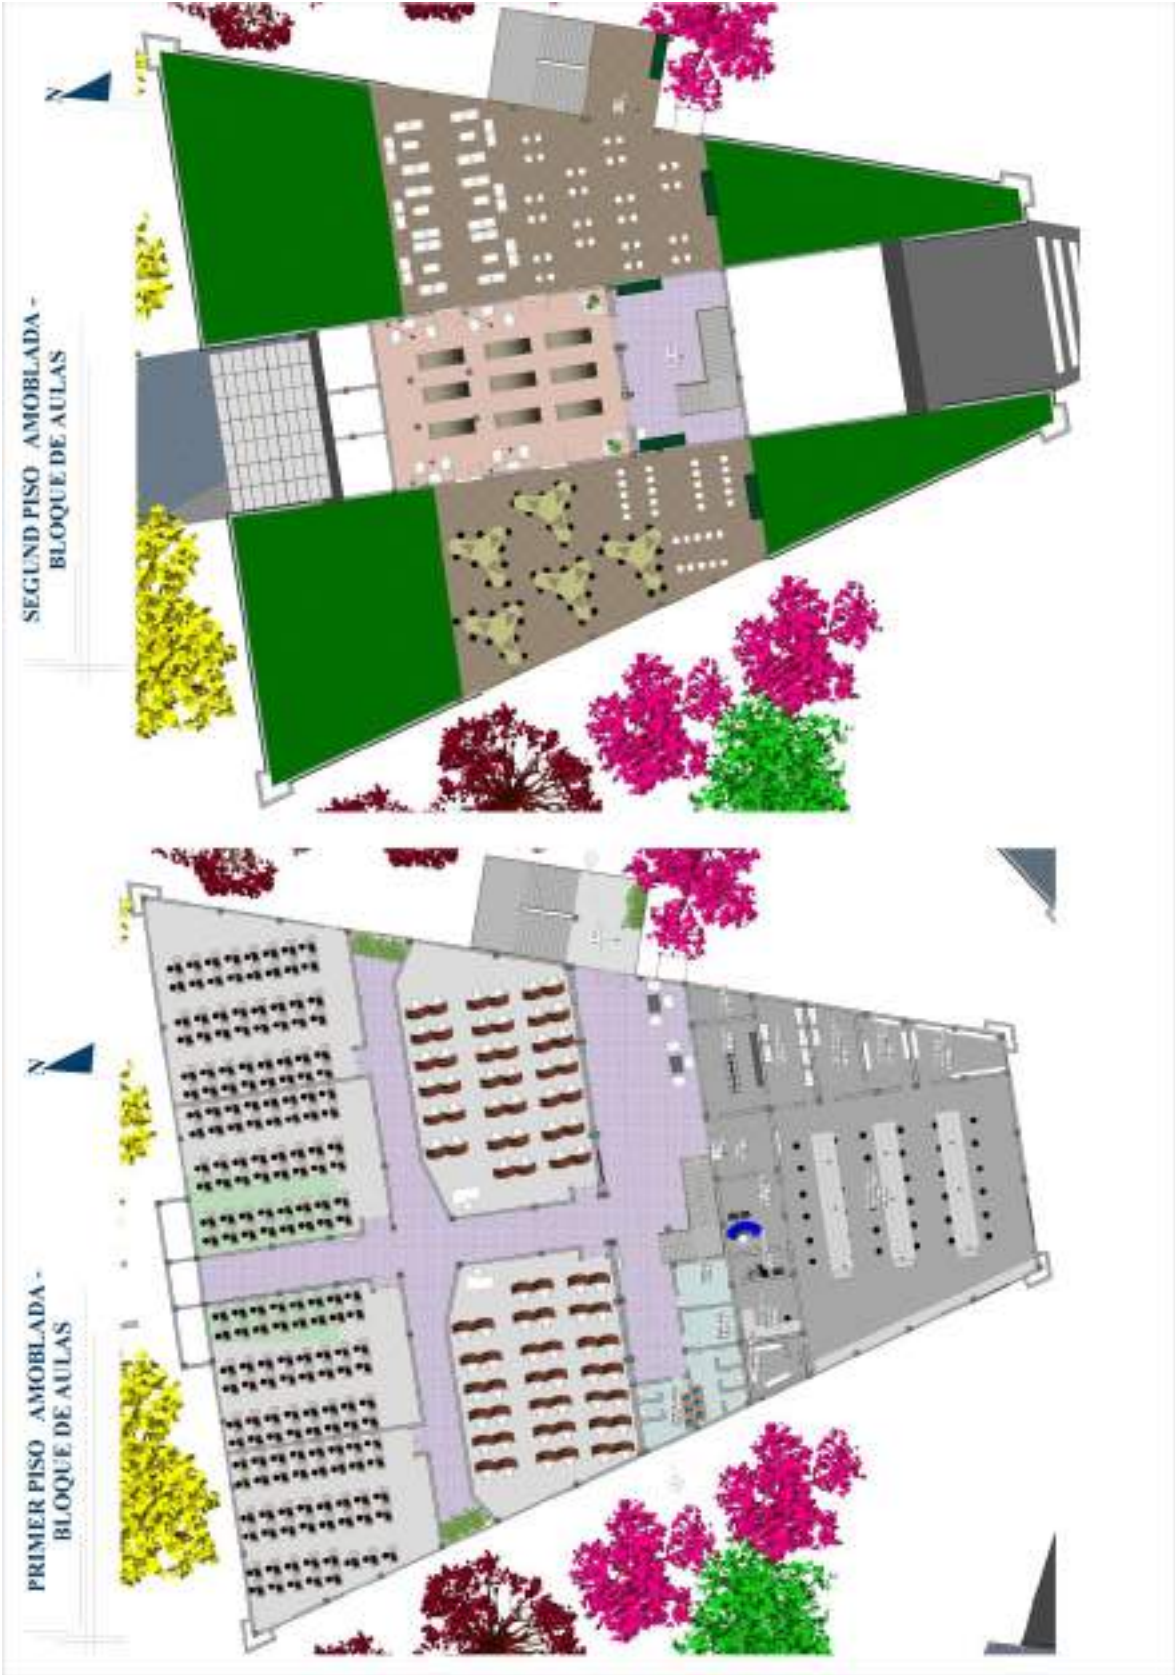 SEGUND PISO AMOBLADA -
BLOQUE DE AULAS
N
PRIMER PISO AMOBLADA -
BLOQUE DE AULAS
N